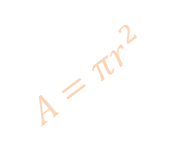 A = πr²